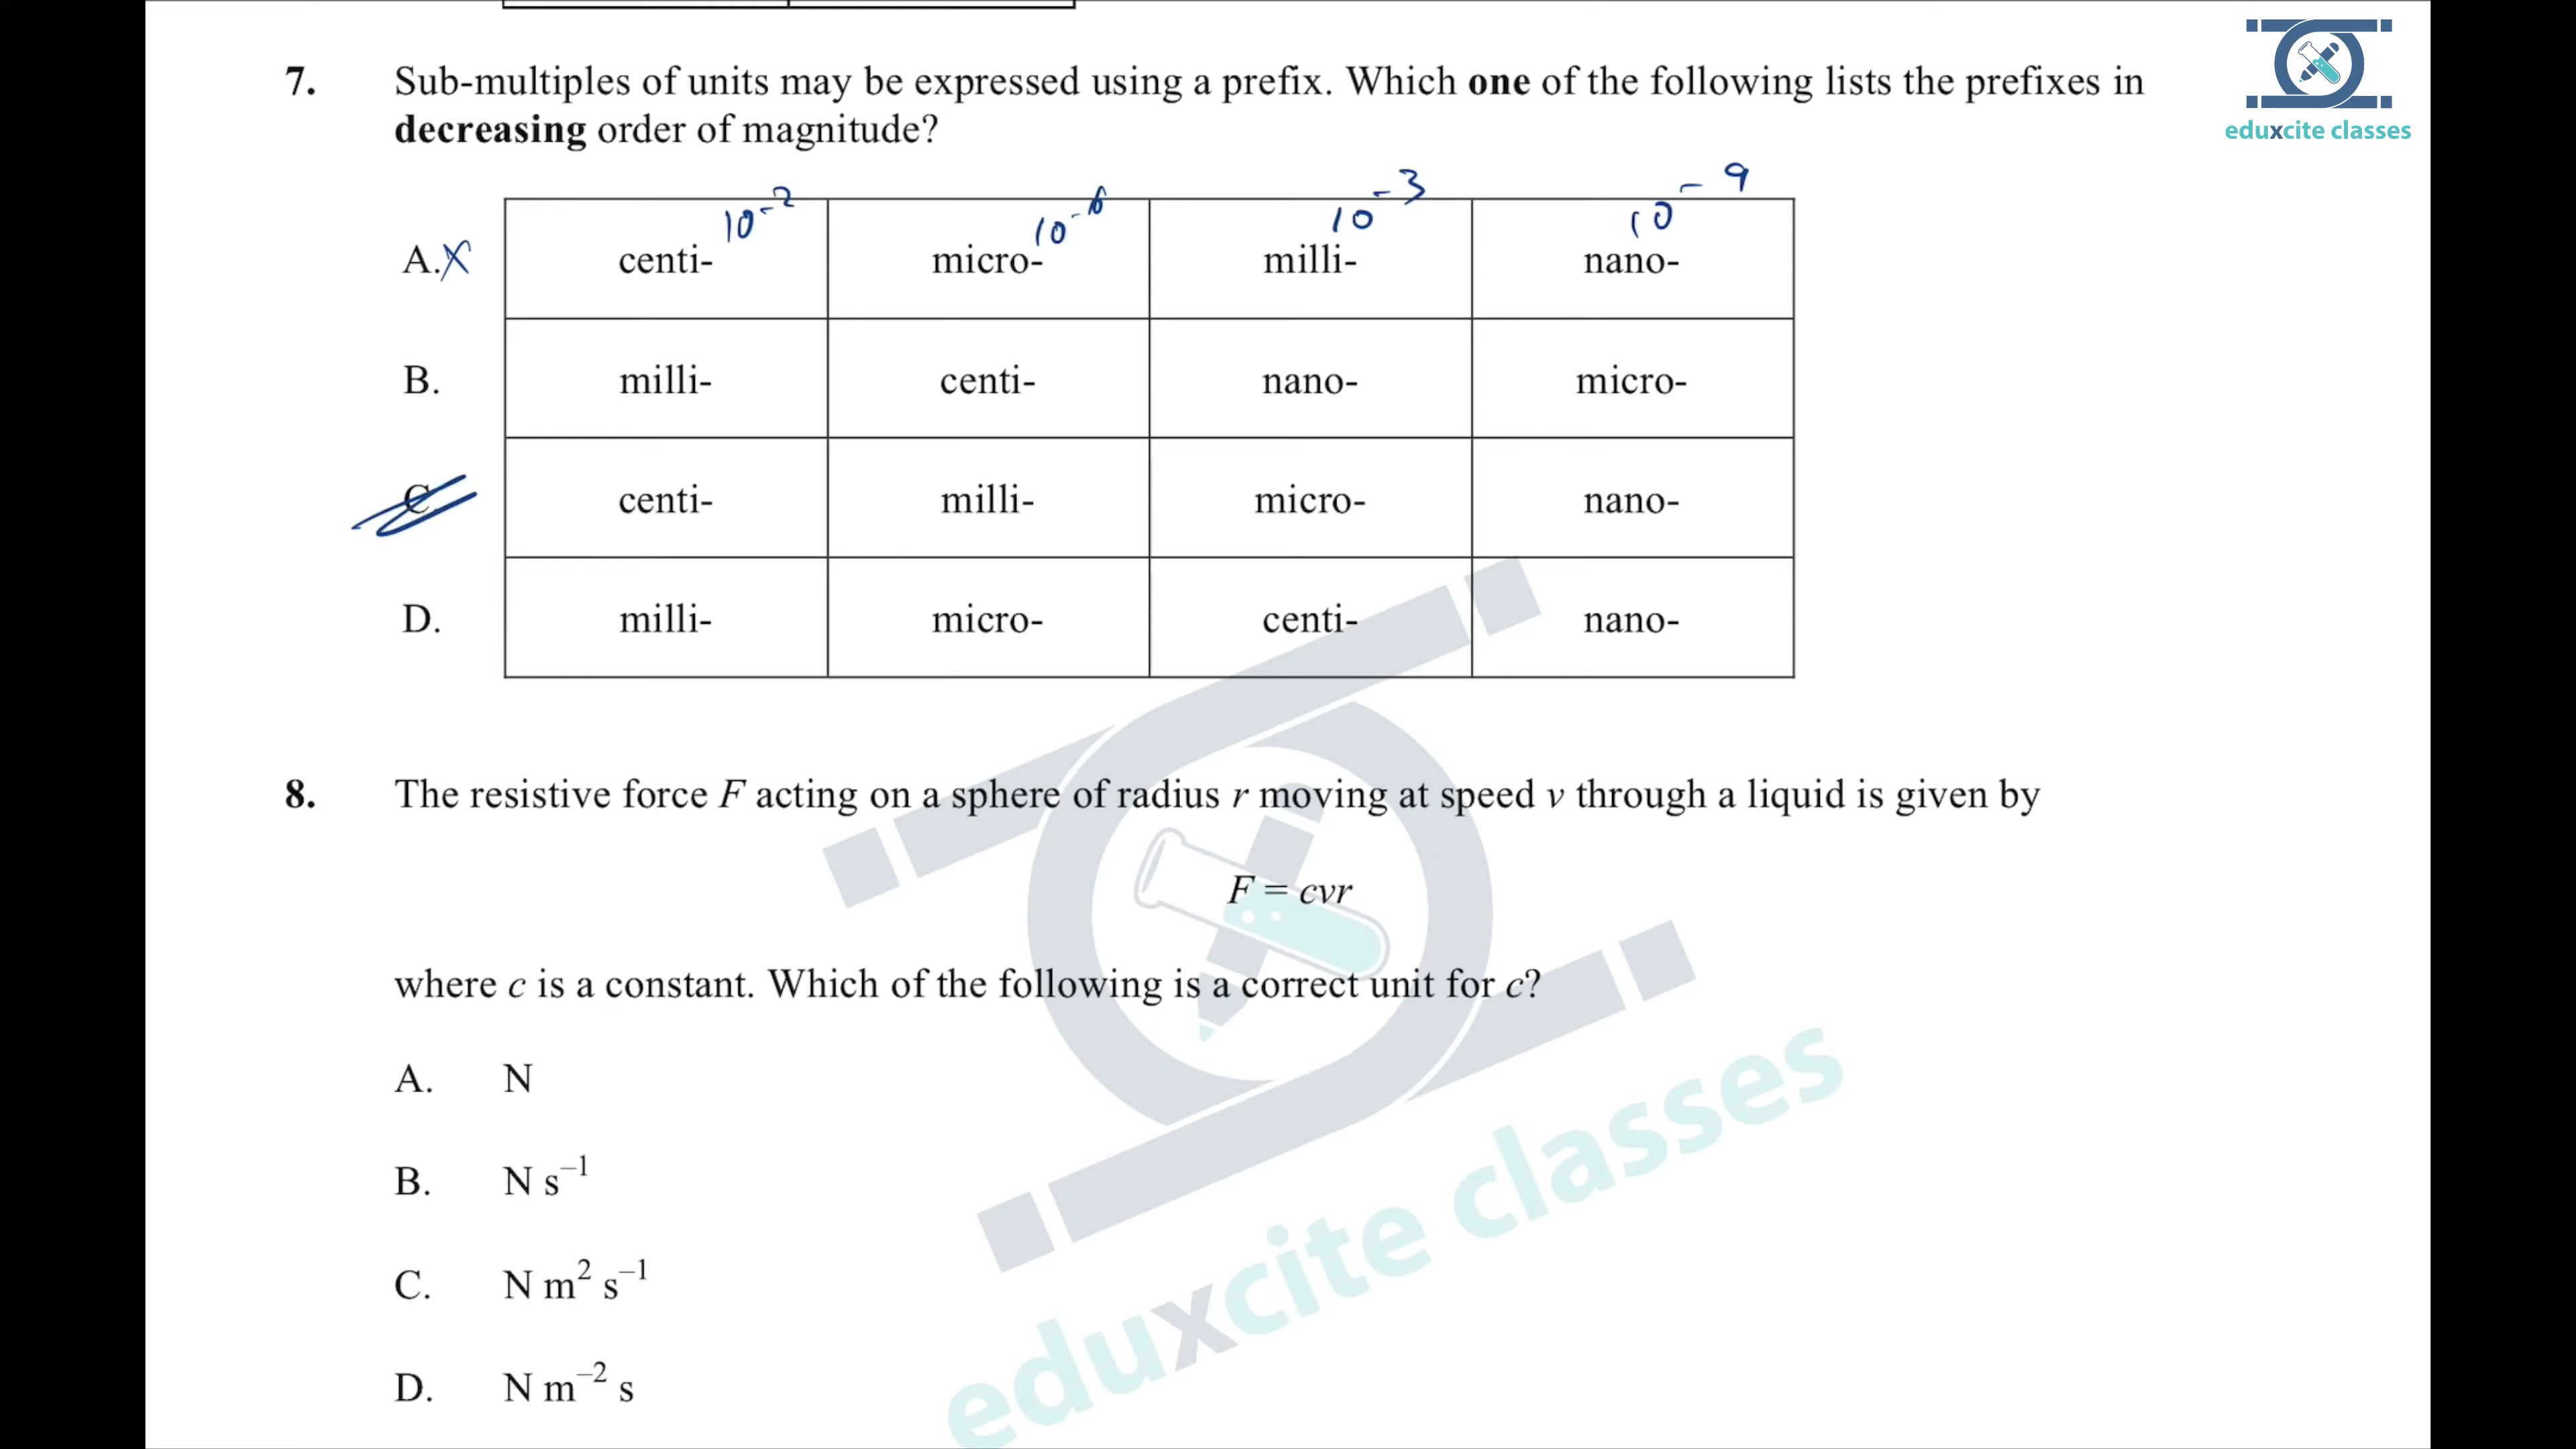 eduxcite classes
7. Sub-multiples of units may be expressed using a prefix. Which one of the following lists the prefixes in
decreasing order of magnitude?
10⁻² 10⁻⁶ 10⁻³ 10⁻⁹
A. X centi- micro- milli- nano-
B. milli- centi- nano- micro-
C. centi- milli- micro- nano-
D. milli- micro- centi- nano-
8. The resistive force F acting on a sphere of radius r moving at speed v through a liquid is given by
F = cvr
where c is a constant. Which of the following is a correct unit for c?
A. N
B. N s⁻¹
C. N m² s⁻¹
D. N m⁻² s
eduxcite classes